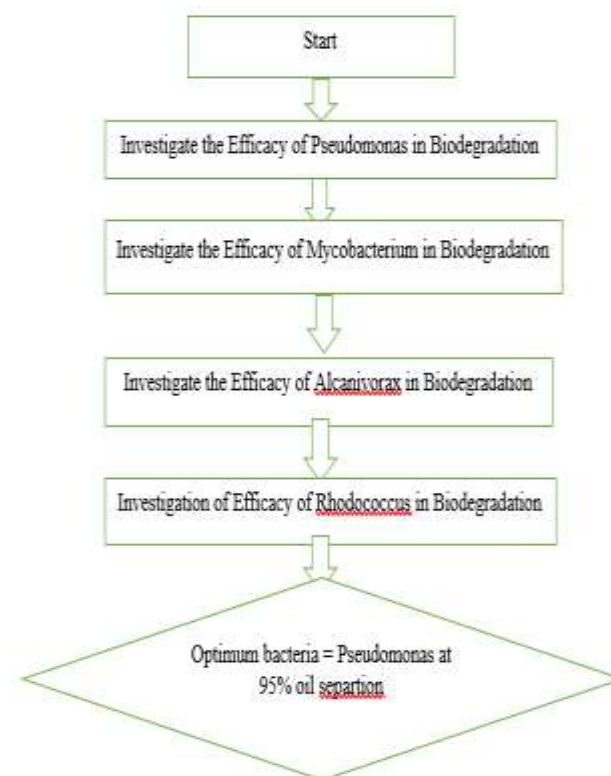 Start
Investigate the Efficacy of Pseudomonas in Biodegradation
Investigate the Efficacy of Mycobacterium in Biodegradation
Investigate the Efficacy of Alcanivorax in Biodegradation
Investigation of Efficacy of Rhodococcus in Biodegradation
Optimum bacteria = Pseudomonas at
95% oil separtion